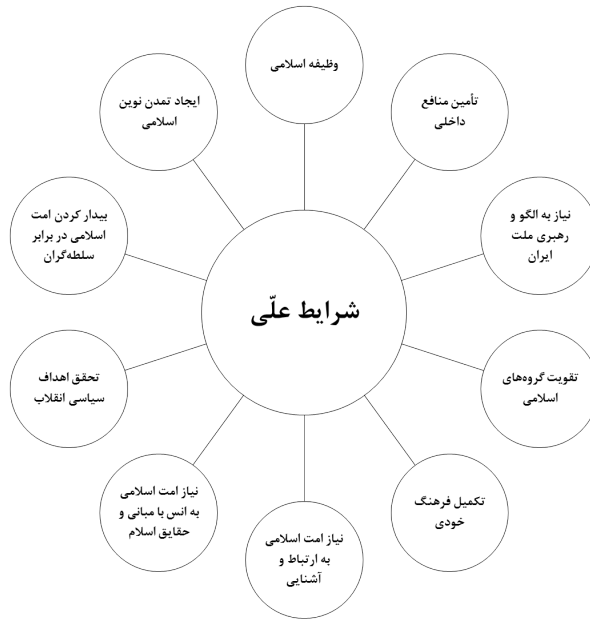 وظیفه اسلامی
تأمین منافع
داخلی
نیاز به الگو و
رهبری ملت
ایران
تقویت گروه‌های
اسلامی
تکمیل فرهنگ
خودی
نیاز امت اسلامی
به ارتباط و
آشنایی
نیاز امت اسلامی
به انس با مبانی و
حقایق اسلام
تحقق اهداف
سیاسی انقلاب
بیدار کردن امت
اسلامی در برابر
سلطه‌گران
ایجاد تمدن نوین
اسلامی
شرایط علّی